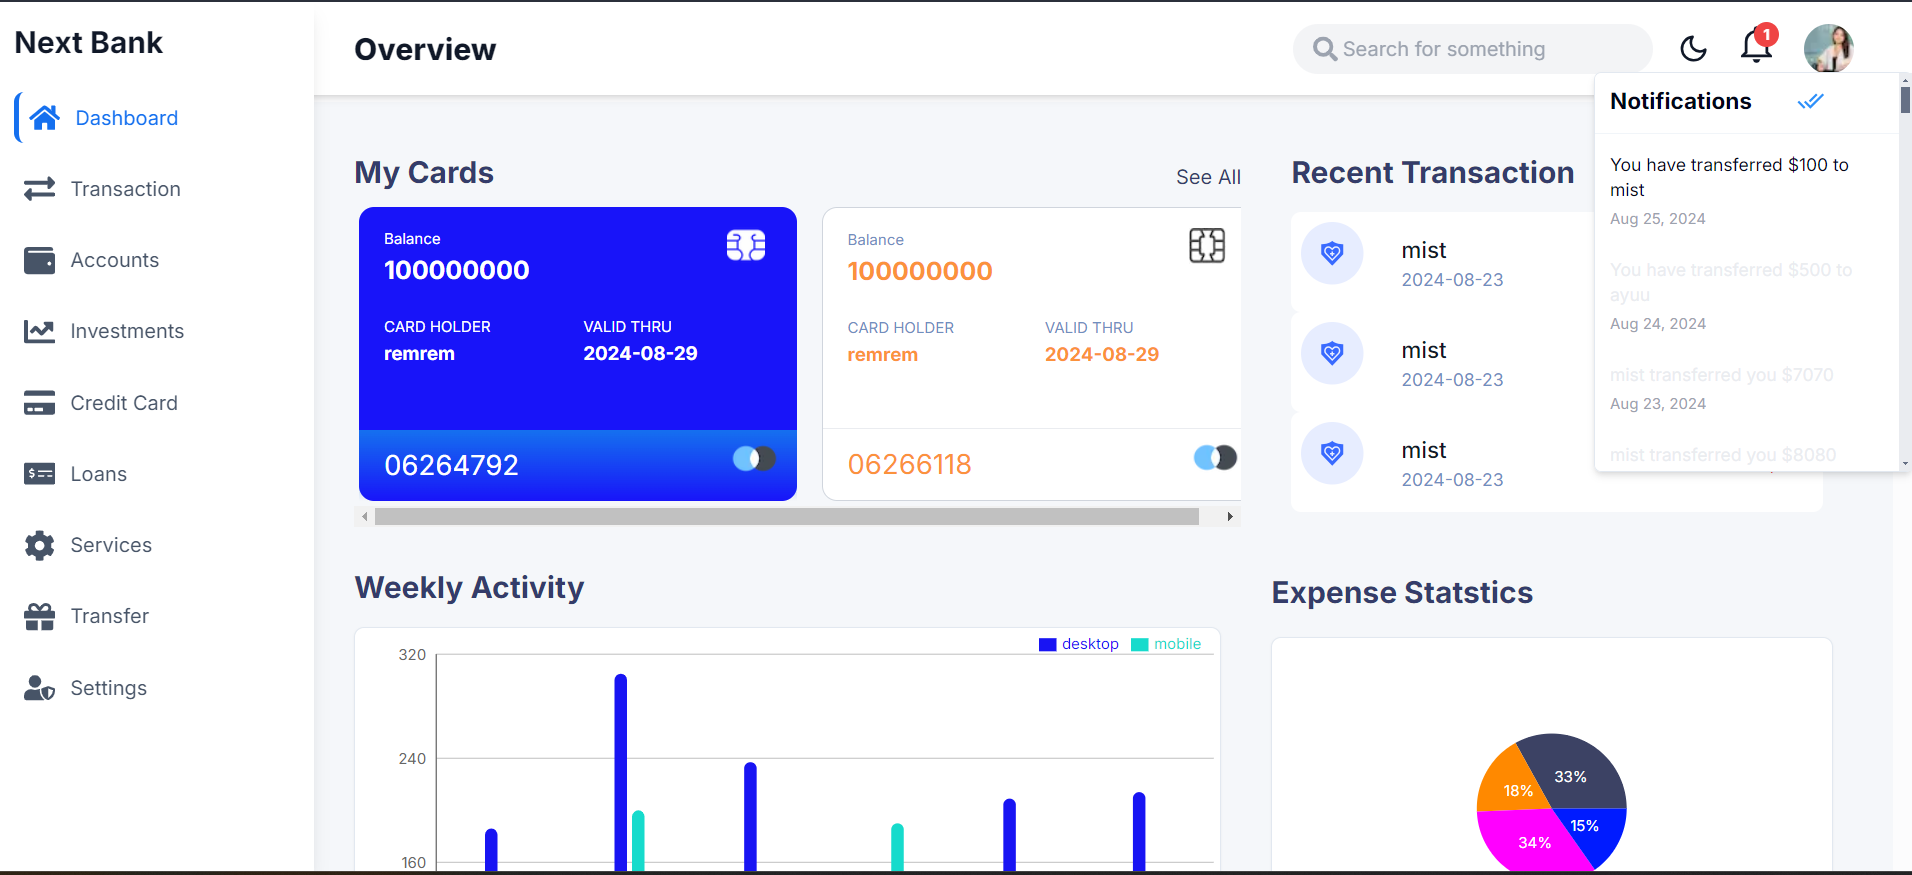 Next Bank
Dashboard
Transaction
Accounts
Investments
Credit Card
Loans
Services
Transfer
Settings
Overview
Search for something
1
Notifications
You have transferred $100 to
mist
Aug 25, 2024
You have transferred $500 to
ayuu
Aug 24, 2024
mist transferred you $7070
Aug 23, 2024
mist transferred you $8080
My Cards
See All
Balance
100000000
CARD HOLDER
VALID THRU
remrem
2024-08-29
06264792
Balance
100000000
CARD HOLDER
VALID THRU
remrem
2024-08-29
06266118
Recent Transaction
mist
2024-08-23
mist
2024-08-23
mist
2024-08-23
Weekly Activity
desktop
mobile
320
240
160
Expense Statstics
33%
18%
15%
34%